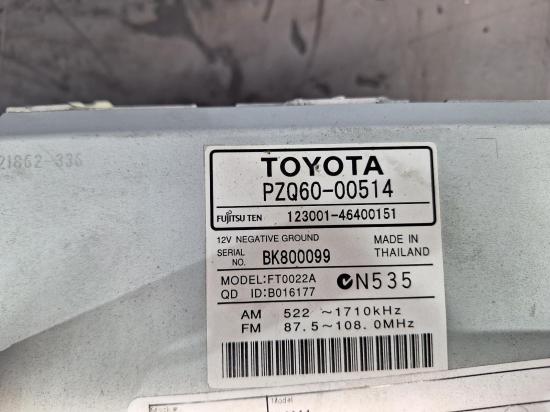 21862-336
TOYOTA
PZQ60-00514
FUJITSU TEN 123001-46400151
12V NEGATIVE GROUND
SERIAL NO. BK800099
MADE IN THAILAND
MODEL:FT0022A
QD ID:B016177
N535
AM 522 ~1710kHz
FM 87.5~108.0MHz
Model